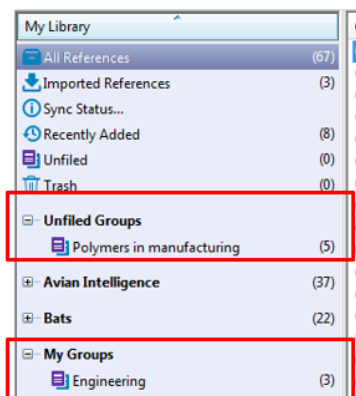 My Library
All References (67)
Imported References (3)
Sync Status...
Recently Added (8)
Unfiled (0)
Trash (0)
Unfiled Groups
Polymers in manufacturing (5)
Avian Intelligence (37)
Bats (22)
My Groups
Engineering (3)